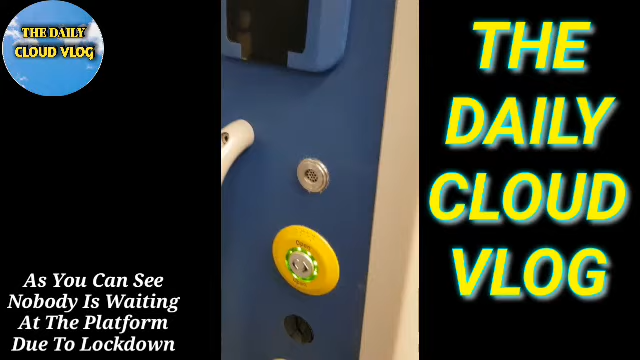 THE DAILY
CLOUD VLOG
THE
DAILY
CLOUD
VLOG
As You Can See
Nobody Is Waiting
At The Platform
Due To Lockdown